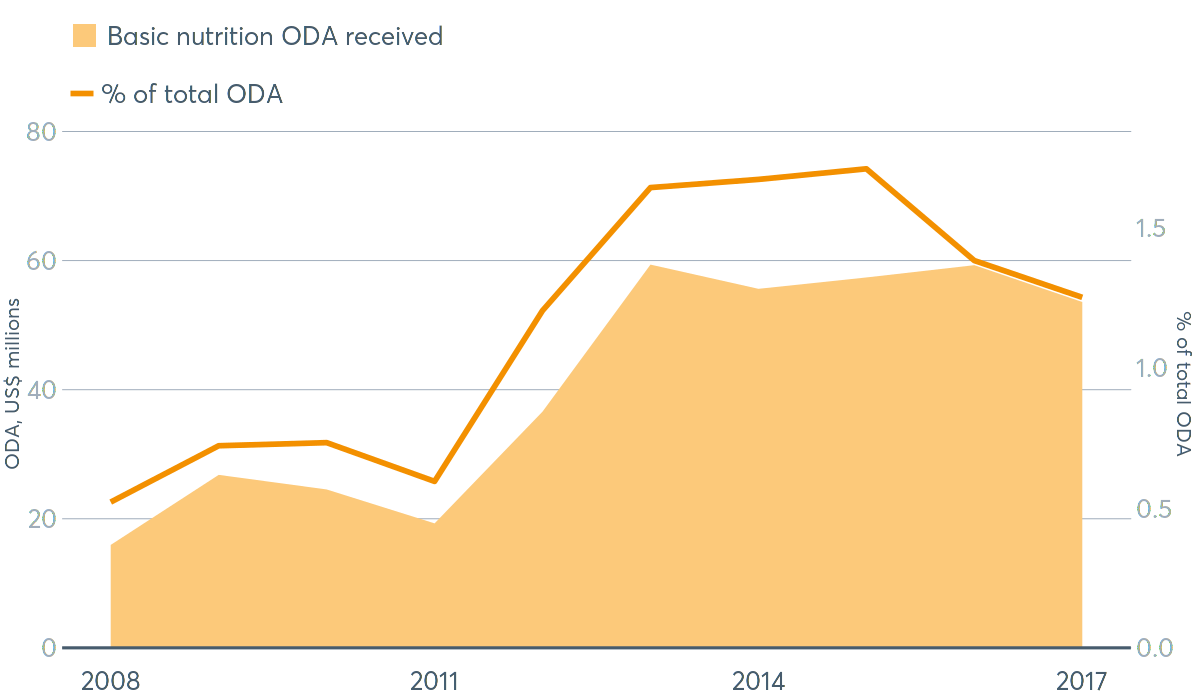 Basic nutrition ODA received
% of total ODA
80
60
40
20
0
ODA, US$ millions
1.5
1.0
0.5
0.0
% of total ODA
2008 2011 2014 2017